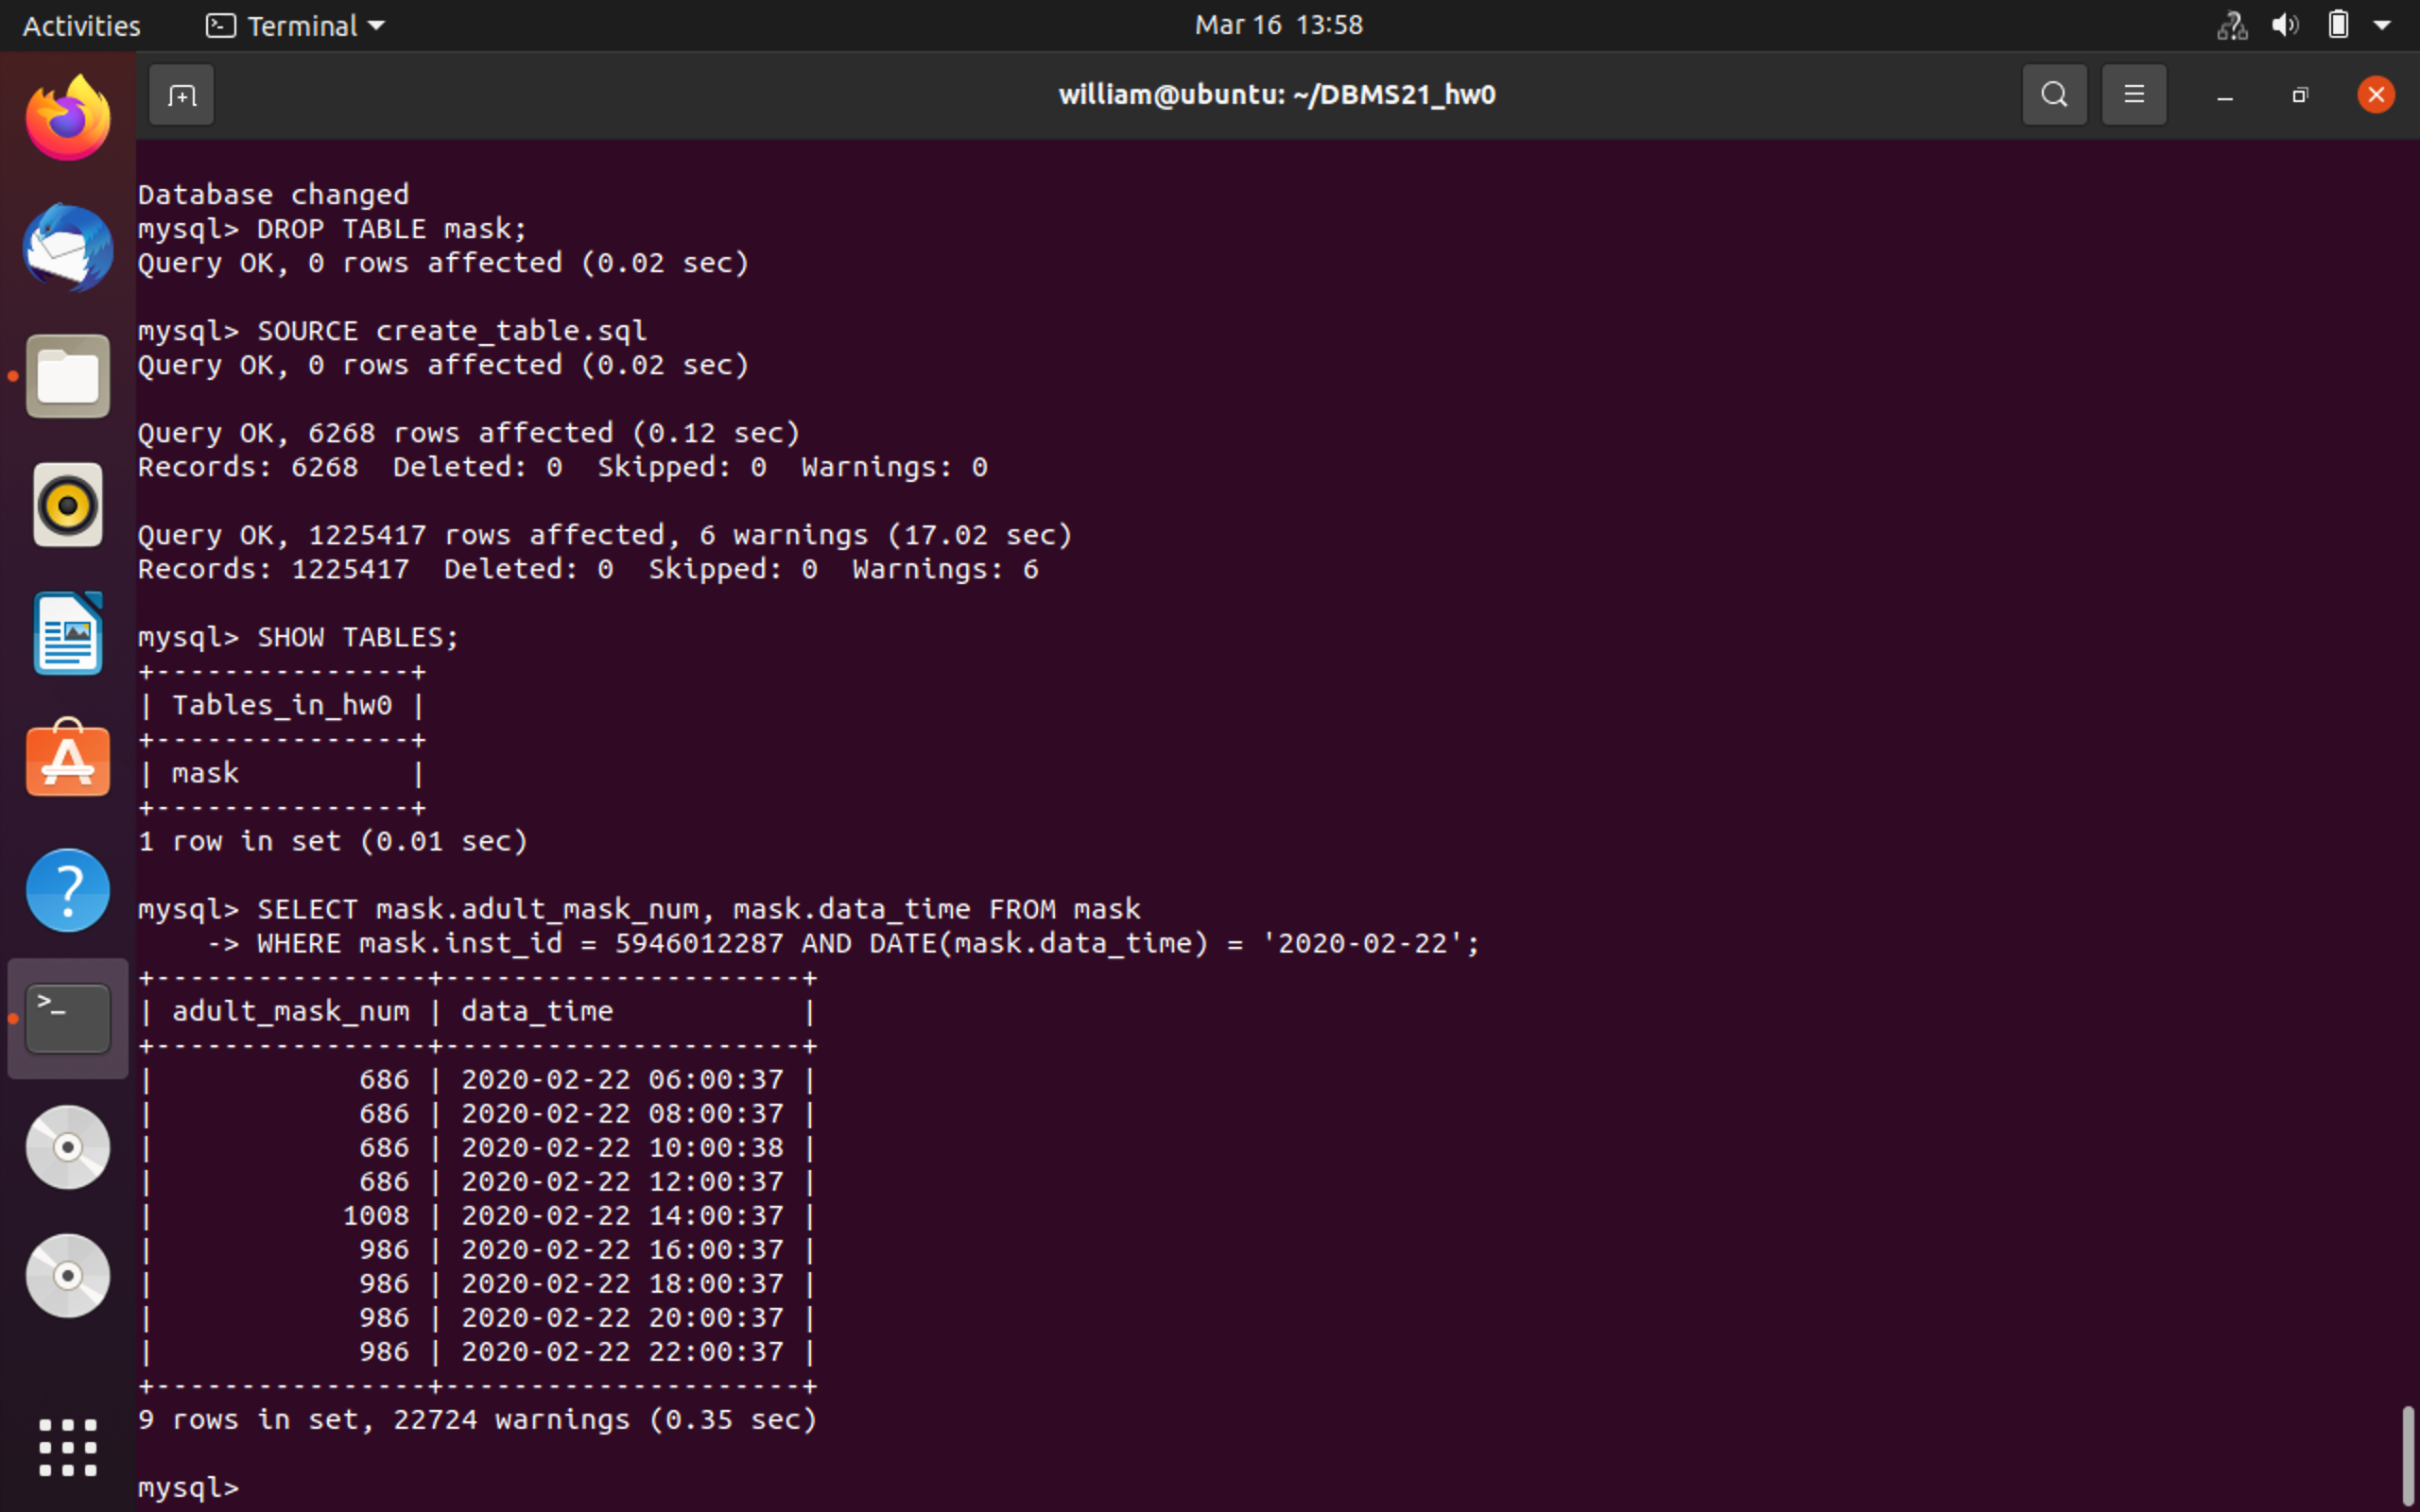 Activities Terminal Mar 16 13:58
william@ubuntu: ~/DBMS21_hw0
Database changed
mysql> DROP TABLE mask;
Query OK, 0 rows affected (0.02 sec)
mysql> SOURCE create_table.sql
Query OK, 0 rows affected (0.02 sec)
Query OK, 6268 rows affected (0.12 sec)
Records: 6268  Deleted: 0  Skipped: 0  Warnings: 0
Query OK, 1225417 rows affected, 6 warnings (17.02 sec)
Records: 1225417  Deleted: 0  Skipped: 0  Warnings: 6
mysql> SHOW TABLES;
+---------------+
| Tables_in_hw0 |
+---------------+
| mask          |
+---------------+
1 row in set (0.01 sec)
mysql> SELECT mask.adult_mask_num, mask.data_time FROM mask
    -> WHERE mask.inst_id = 5946012287 AND DATE(mask.data_time) = '2020-02-22';
+----------------+---------------------+
| adult_mask_num | data_time           |
+----------------+---------------------+
|            686 | 2020-02-22 06:00:37 |
|            686 | 2020-02-22 08:00:37 |
|            686 | 2020-02-22 10:00:38 |
|            686 | 2020-02-22 12:00:37 |
|           1008 | 2020-02-22 14:00:37 |
|            986 | 2020-02-22 16:00:37 |
|            986 | 2020-02-22 18:00:37 |
|            986 | 2020-02-22 20:00:37 |
|            986 | 2020-02-22 22:00:37 |
+----------------+---------------------+
9 rows in set, 22724 warnings (0.35 sec)
mysql>